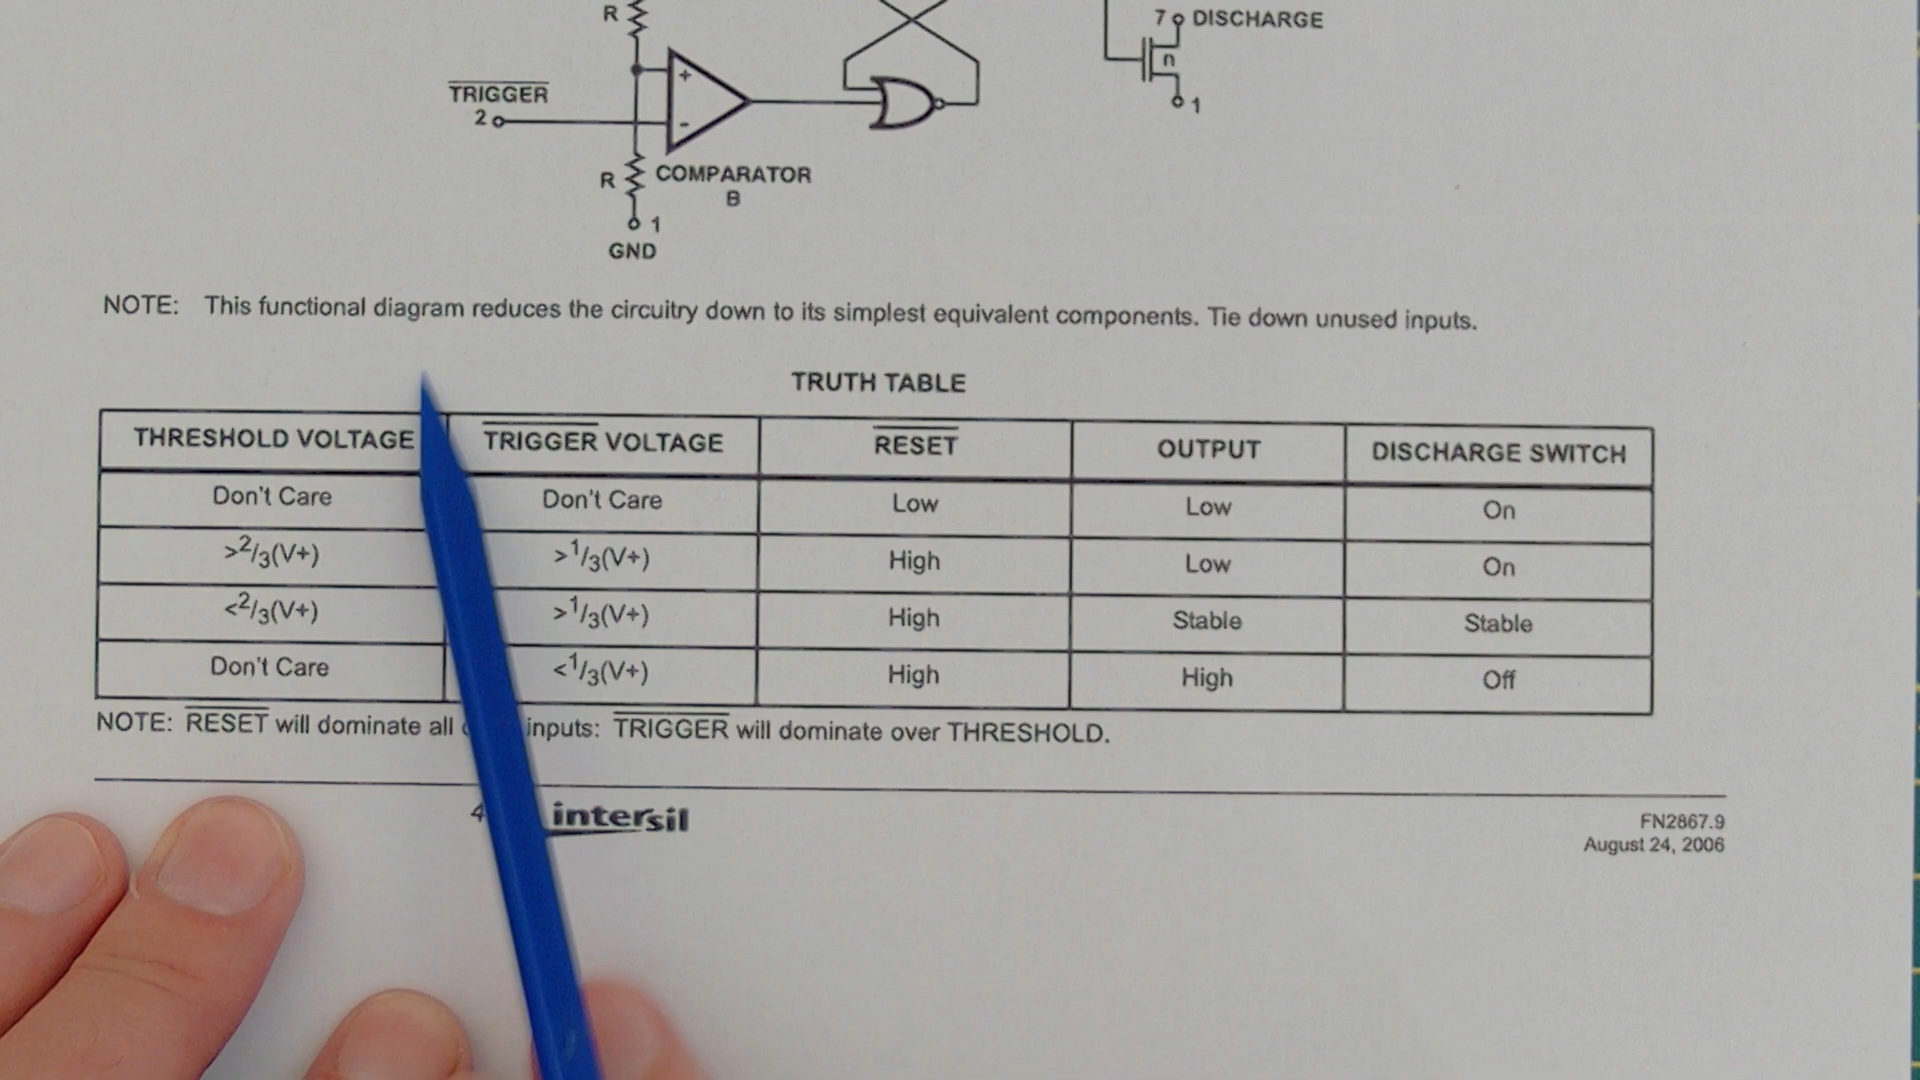 R
7 DISCHARGE
+
n
TRIGGER
2
-
1
R
COMPARATOR
B
1
GND
NOTE: This functional diagram reduces the circuitry down to its simplest equivalent components. Tie down unused inputs.
TRUTH TABLE
THRESHOLD VOLTAGE TRIGGER VOLTAGE RESET OUTPUT DISCHARGE SWITCH
Don't Care Don't Care Low Low On
>2/3(V+) >1/3(V+) High Low On
<2/3(V+) >1/3(V+) High Stable Stable
Don't Care <1/3(V+) High High Off
NOTE: RESET will dominate all inputs: TRIGGER will dominate over THRESHOLD.
4 intersil
FN2867.9
August 24, 2006